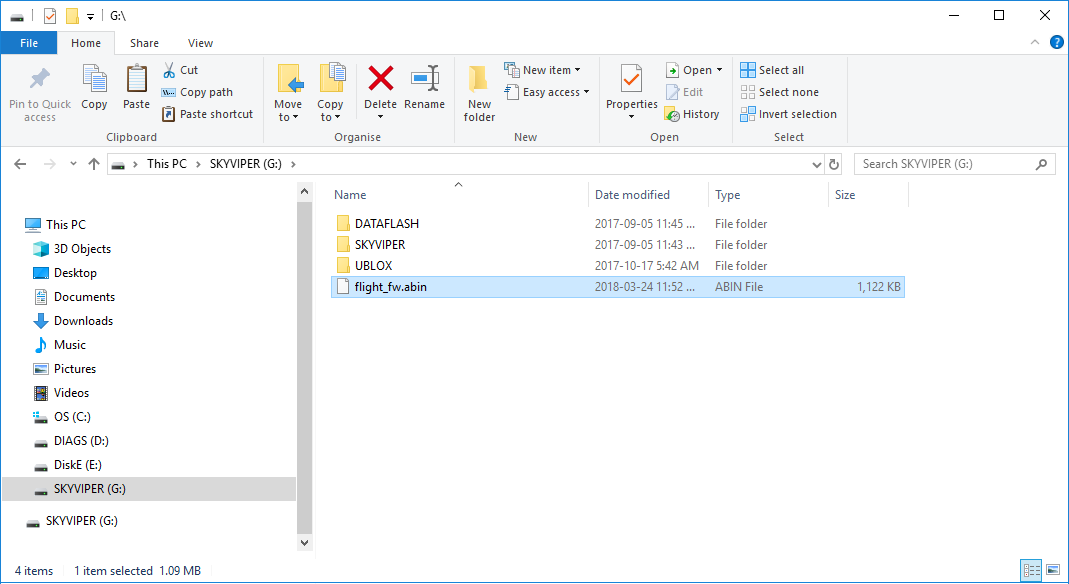 G:\
File Home Share View
Pin to Quick access
Copy
Paste
Cut
Copy path
Paste shortcut
Clipboard
Move to
Copy to
Delete
Rename
Organise
New folder
New item
Easy access
New
Properties
Open
Edit
History
Open
Select all
Select none
Invert selection
Select
This PC > SKYVIPER (G:) >
Search SKYVIPER (G:)
Name Date modified Type Size
DATAFLASH 2017-09-05 11:45 ... File folder
SKYVIPER 2017-09-05 11:43 ... File folder
UBLOX 2017-10-17 5:42 AM File folder
flight_fw.abin 2018-03-24 11:52 ... ABIN File 1,122 KB
This PC
3D Objects
Desktop
Documents
Downloads
Music
Pictures
Videos
OS (C:)
DIAGS (D:)
DiskE (E:)
SKYVIPER (G:)
SKYVIPER (G:)
4 items 1 item selected 1.09 MB